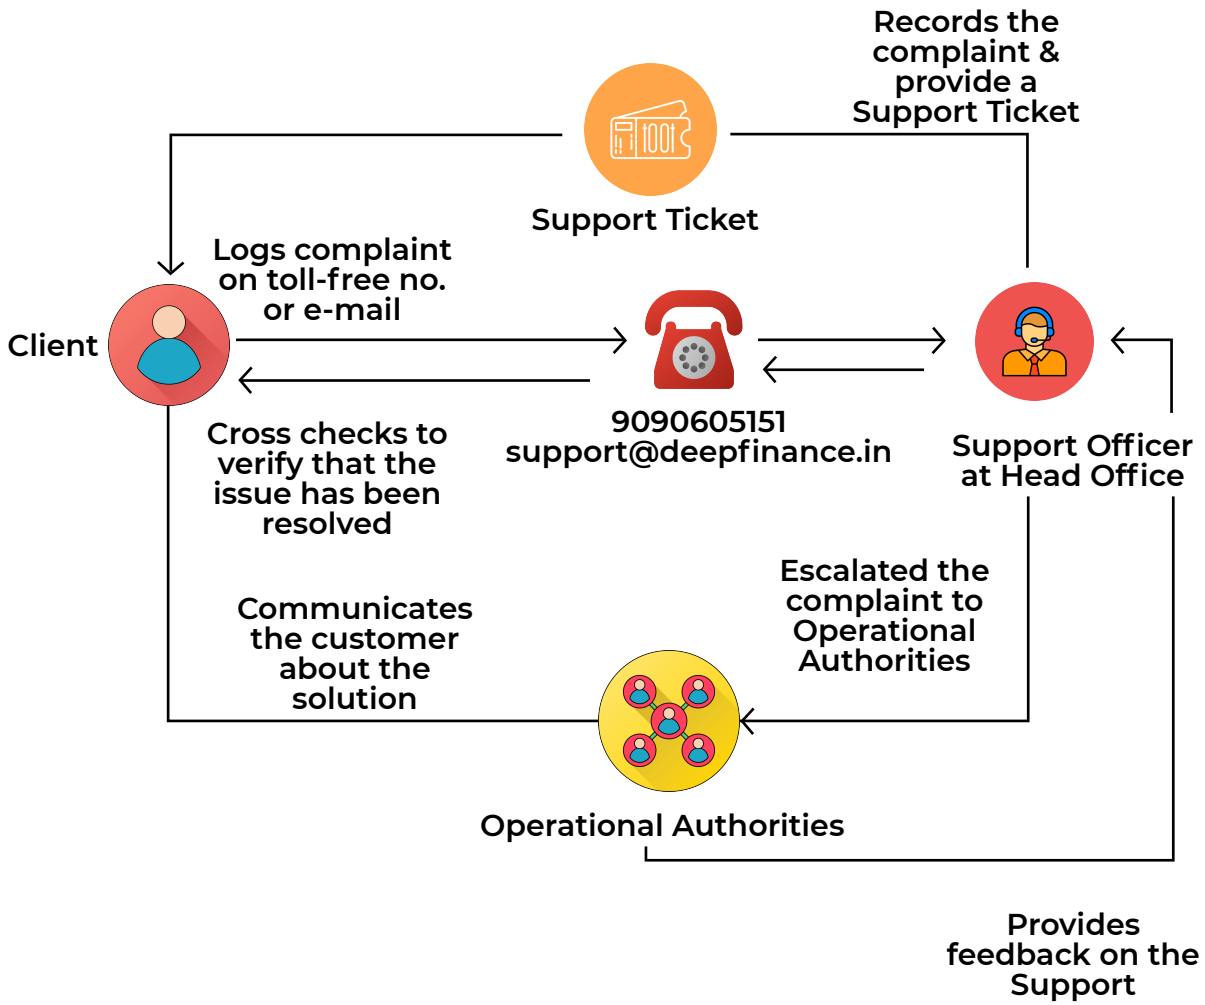 Records the
complaint &
provide a
Support Ticket
Support Ticket
Logs complaint
on toll-free no.
or e-mail
Client
9090605151
support@deepfinance.in
Cross checks to
verify that the
issue has been
resolved
Support Officer
at Head Office
Escalated the
complaint to
Operational
Authorities
Communicates
the customer
about the
solution
Operational Authorities
Provides
feedback on the
Support